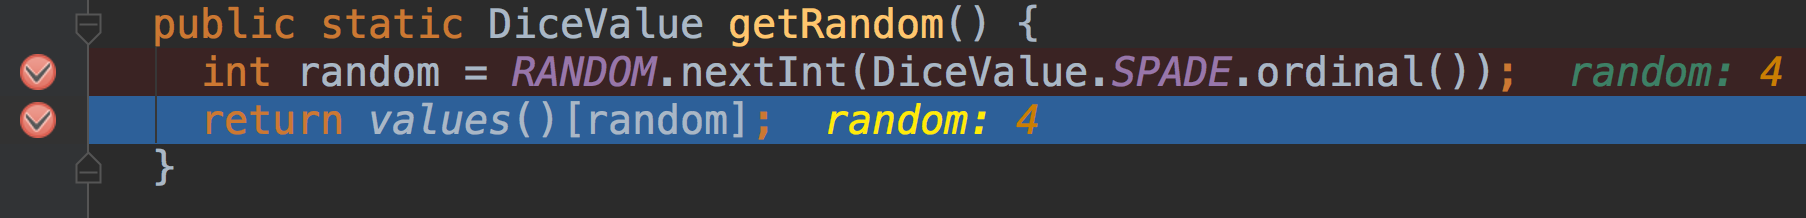 public static DiceValue getRandom() {
int random = RANDOM.nextInt(DiceValue.SPADE.ordinal()); random: 4
return values()[random]; random: 4
}